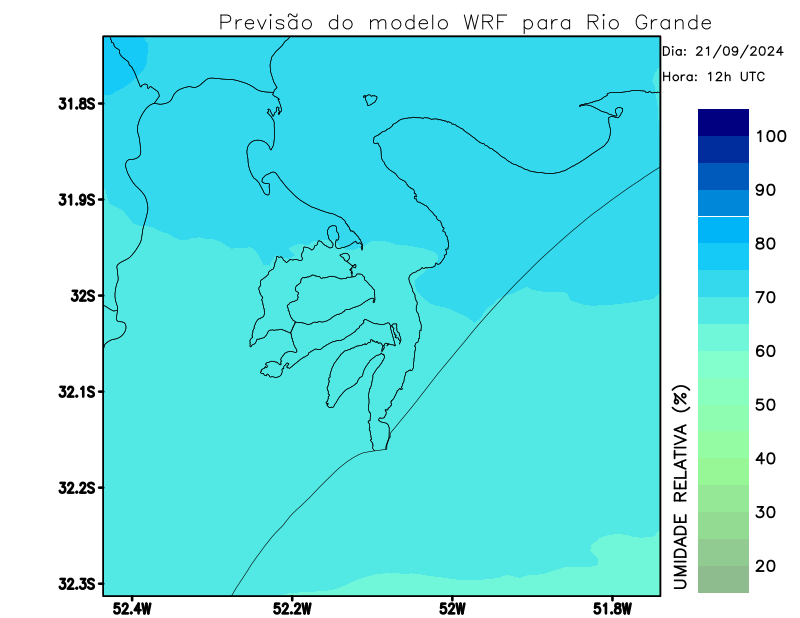 Previsão do modelo WRF para Rio Grande
Dia: 21/09/2024
Hora: 12h UTC
31.8S
31.9S
32S
32.1S
32.2S
32.3S
52.4W
52.2W
52W
51.8W
100
90
80
70
60
50
40
30
20
UMIDADE RELATIVA (%)